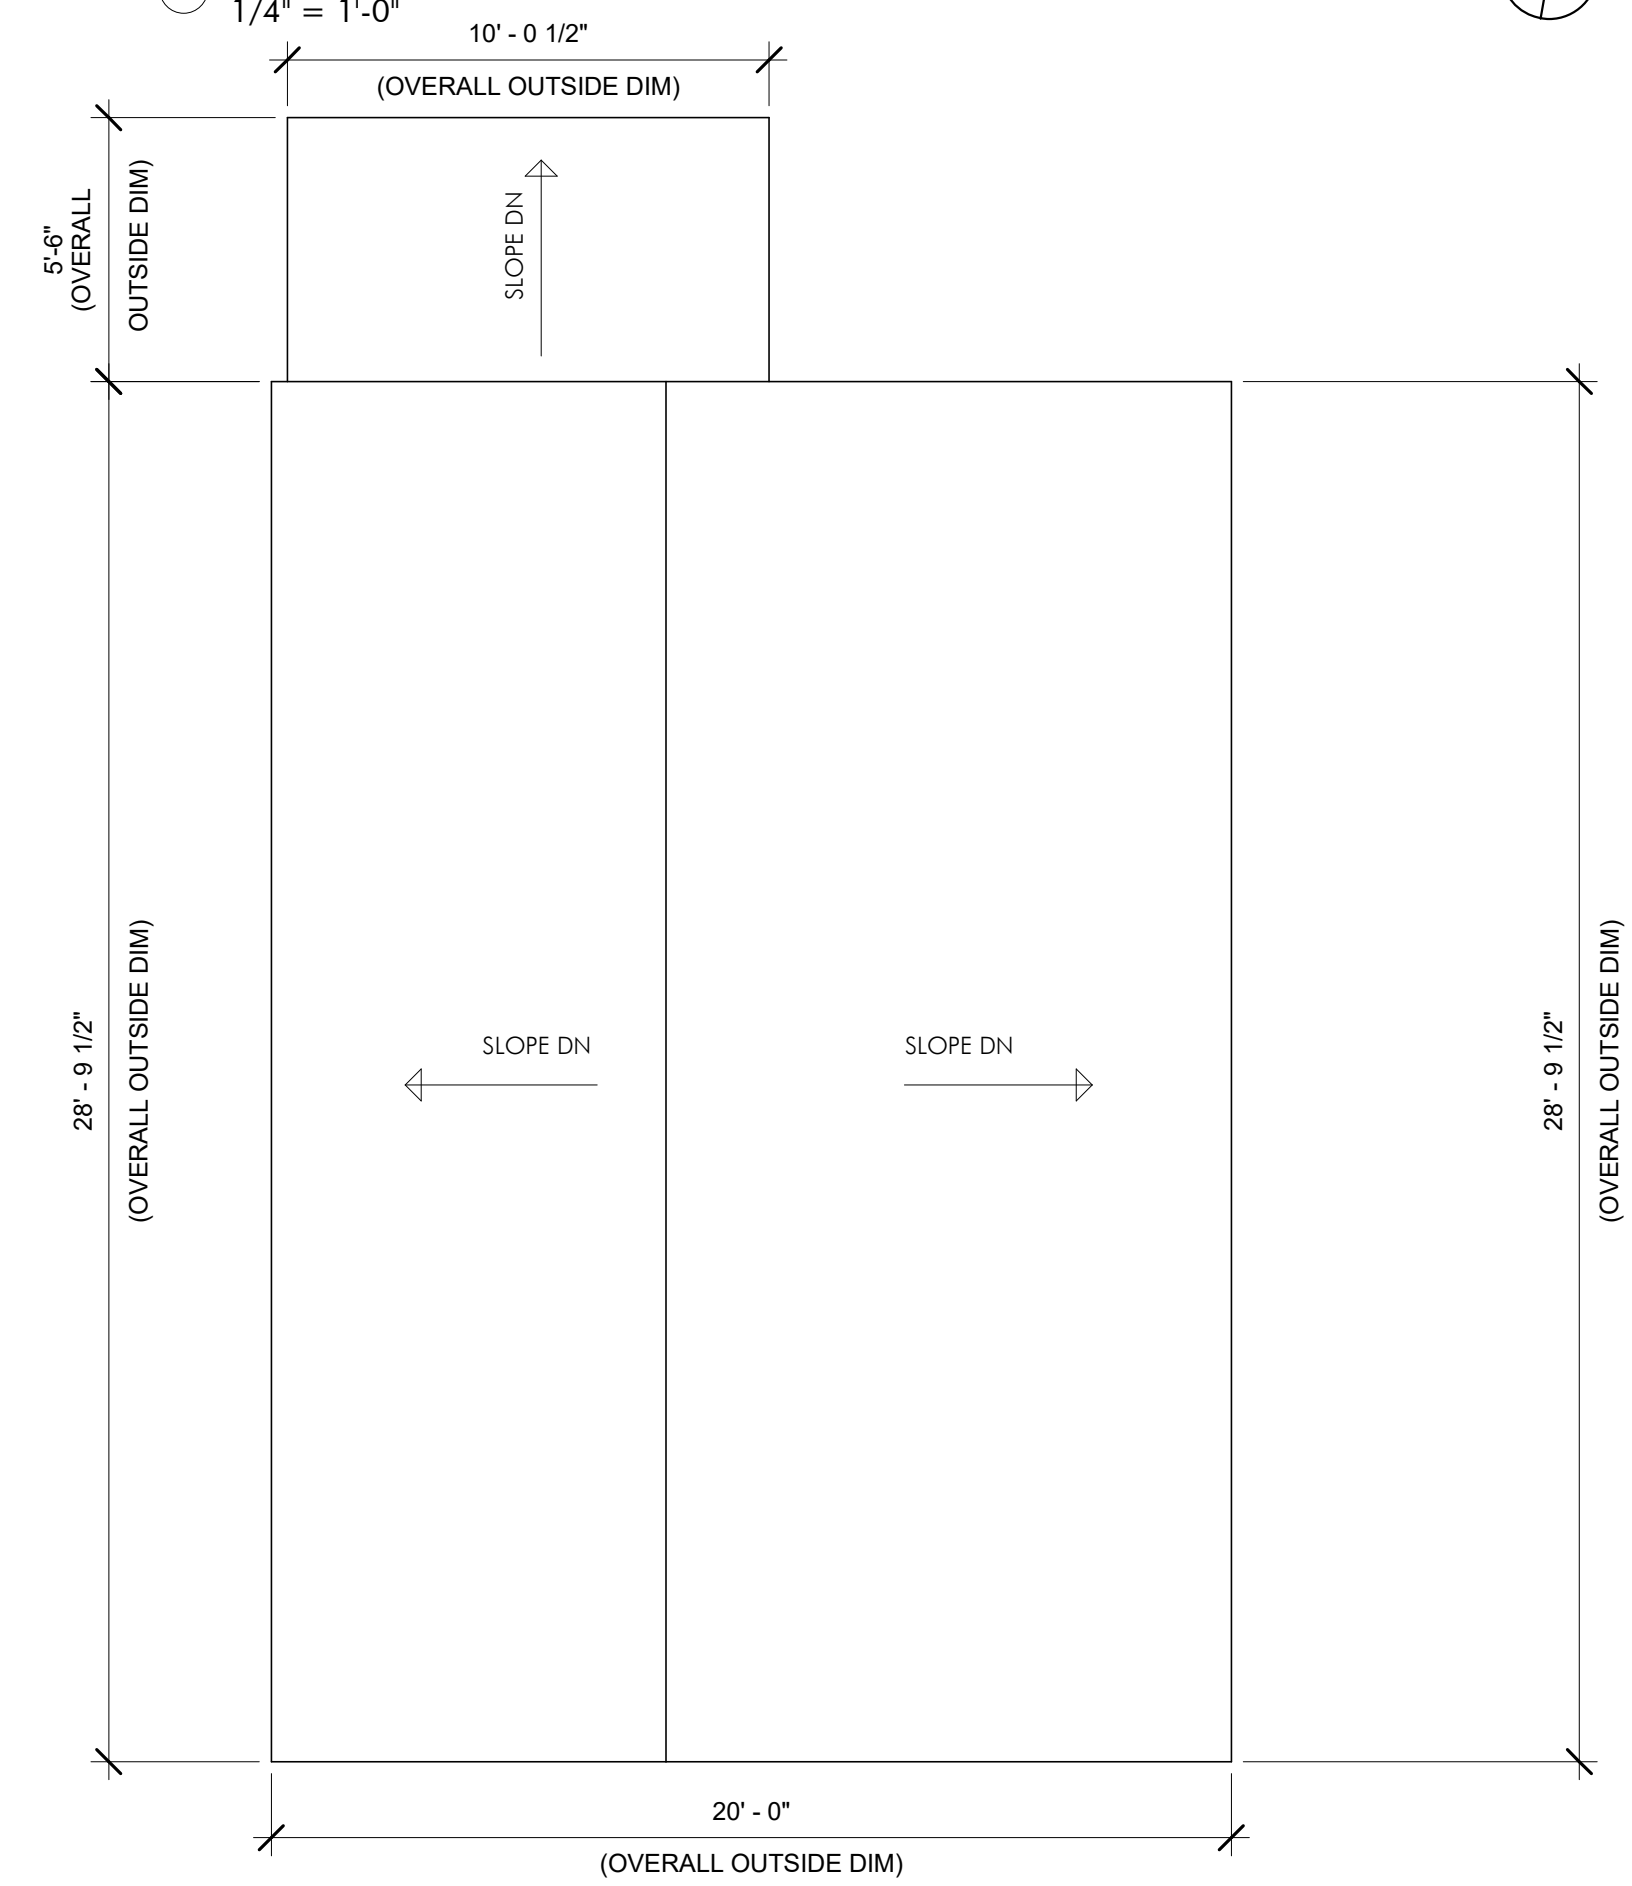 1/4" = 1'-0"
10' - 0 1/2"
(OVERALL OUTSIDE DIM)
5'-6"
(OVERALL
OUTSIDE DIM)
SLOPE DN
28' - 9 1/2"
(OVERALL OUTSIDE DIM)
SLOPE DN
SLOPE DN
28' - 9 1/2"
(OVERALL OUTSIDE DIM)
20' - 0"
(OVERALL OUTSIDE DIM)